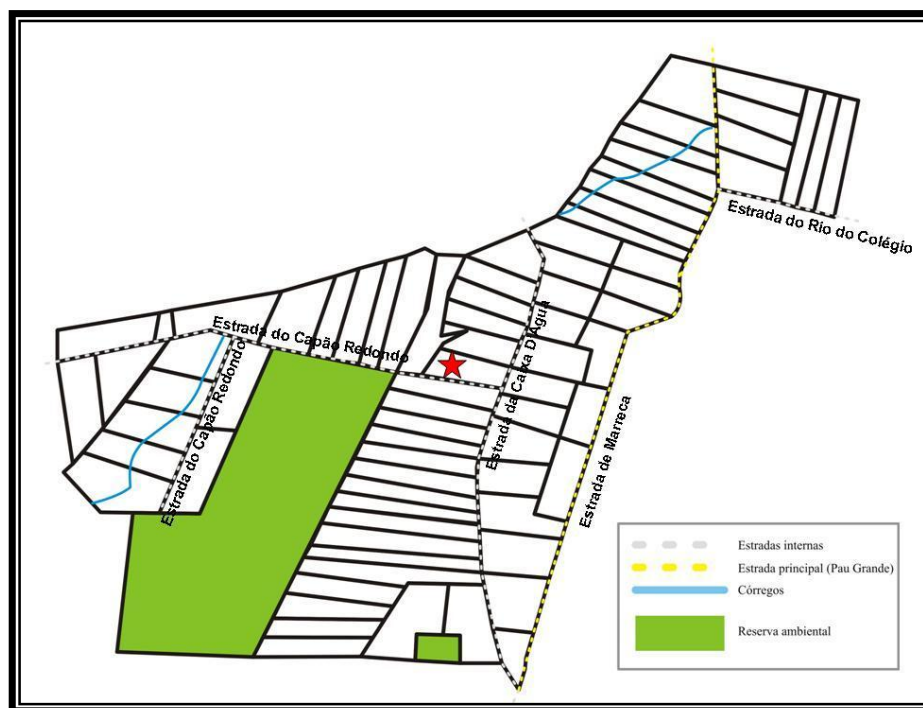 Estrada do Rio do Colégio
Estrada do Capão Redondo
Estrada da Caixa D'Agua
Estrada do Capão Redondo
Estrada de Marreca
Estradas internas
Estrada principal (Pau Grande)
Córregos
Reserva ambiental